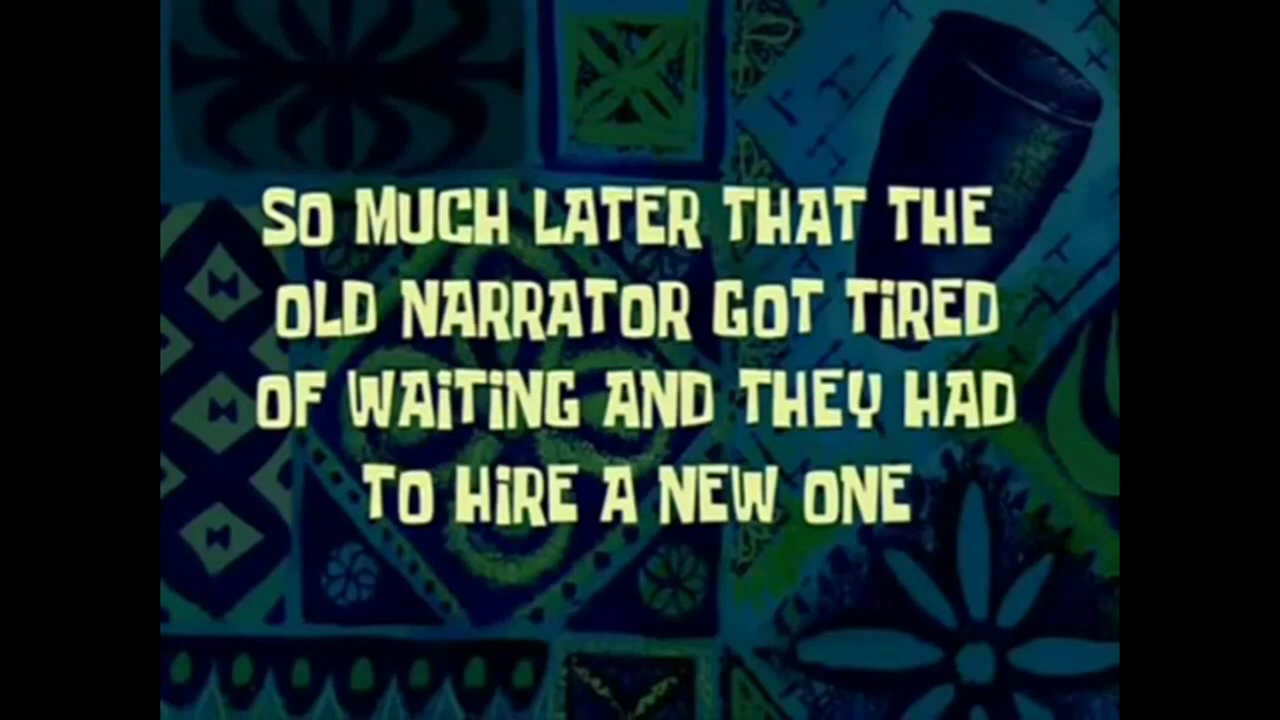 SO MUCH LATER THAT THE
OLD NARRATOR GOT TiRED
OF WAiTiNG AND THEY HAD
TO HiRE A NEW ONE